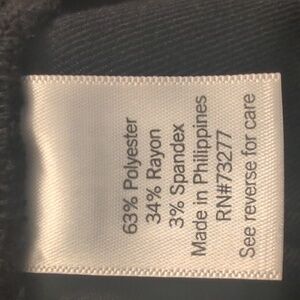 63% Polyester
34% Rayon
3% Spandex
Made in Philippines
RN#73277
See reverse for care